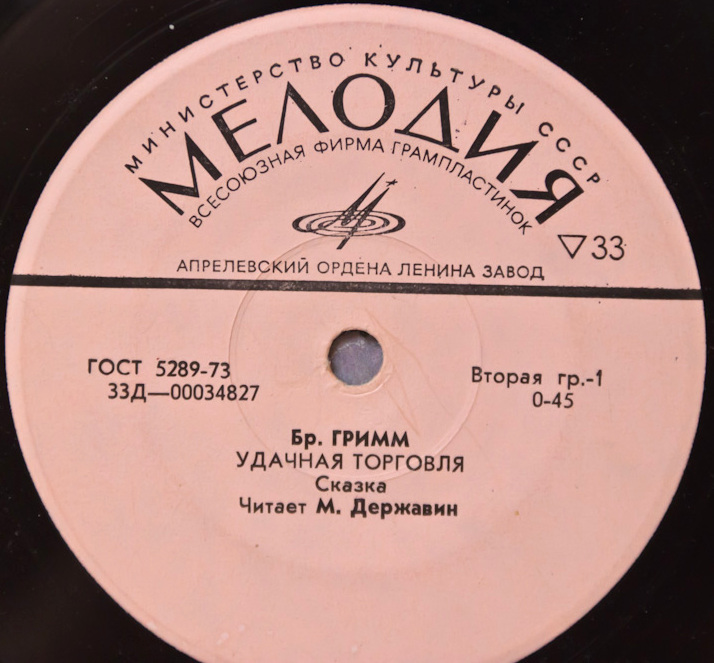 МИНИСТЕРСТВО КУЛЬТУРЫ СССР
МЕЛОДИЯ
ВСЕСОЮЗНАЯ ФИРМА ГРАМПЛАСТИНОК
▽33
АПРЕЛЕВСКИЙ ОРДЕНА ЛЕНИНА ЗАВОД
ГОСТ 5289-73
33Д—00034827
Вторая гр.-1
0-45
Бр. ГРИММ
УДАЧНАЯ ТОРГОВЛЯ
Сказка
Читает М. Державин